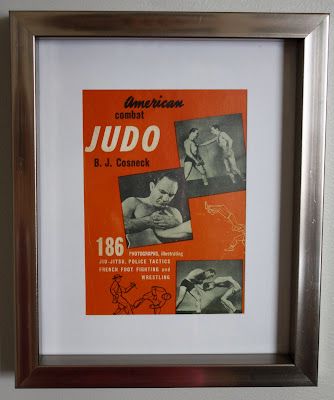 American
combat
JUDO
B. J. Cosneck
186 PHOTOGRAPHS, illustrating
JIU-JITSU, POLICE TACTICS
FRENCH FOOT FIGHTING and
WRESTLING